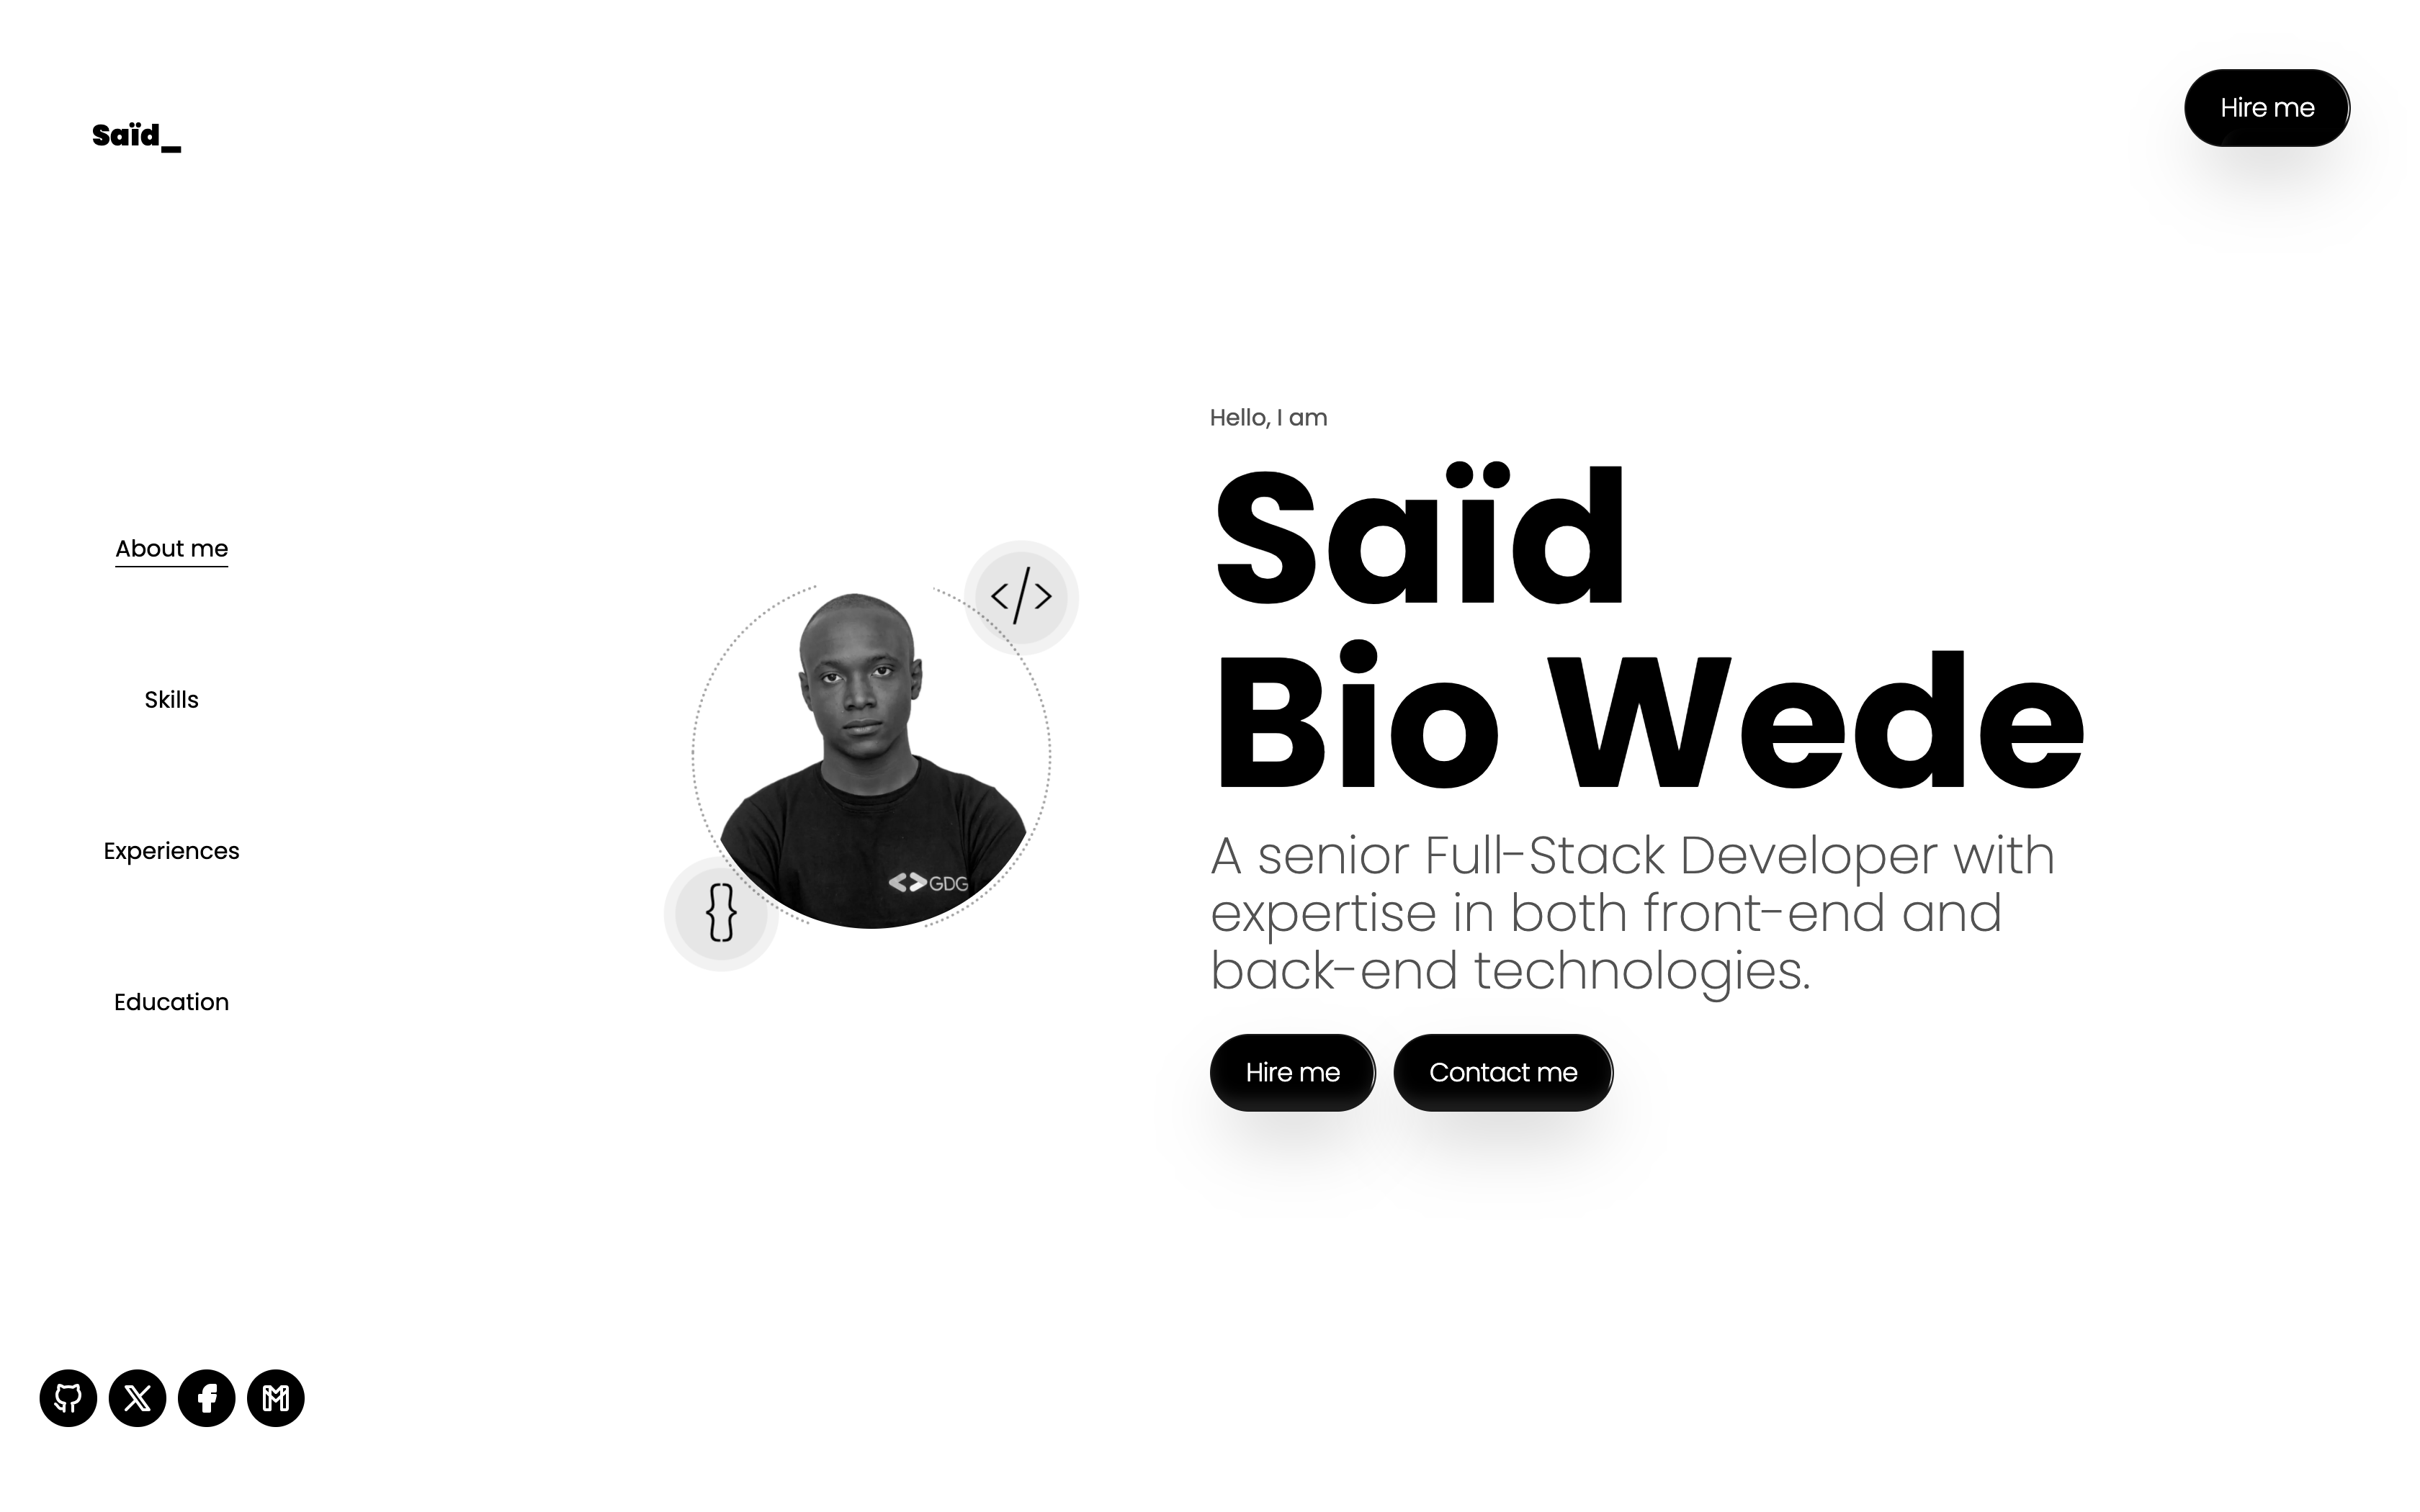 Saïd_
Hire me
Hello, I am
Saïd
Bio Wede
A senior Full-Stack Developer with
expertise in both front-end and
back-end technologies.
Hire me
Contact me
About me
Skills
Experiences
Education
</>
{}
<>GDG